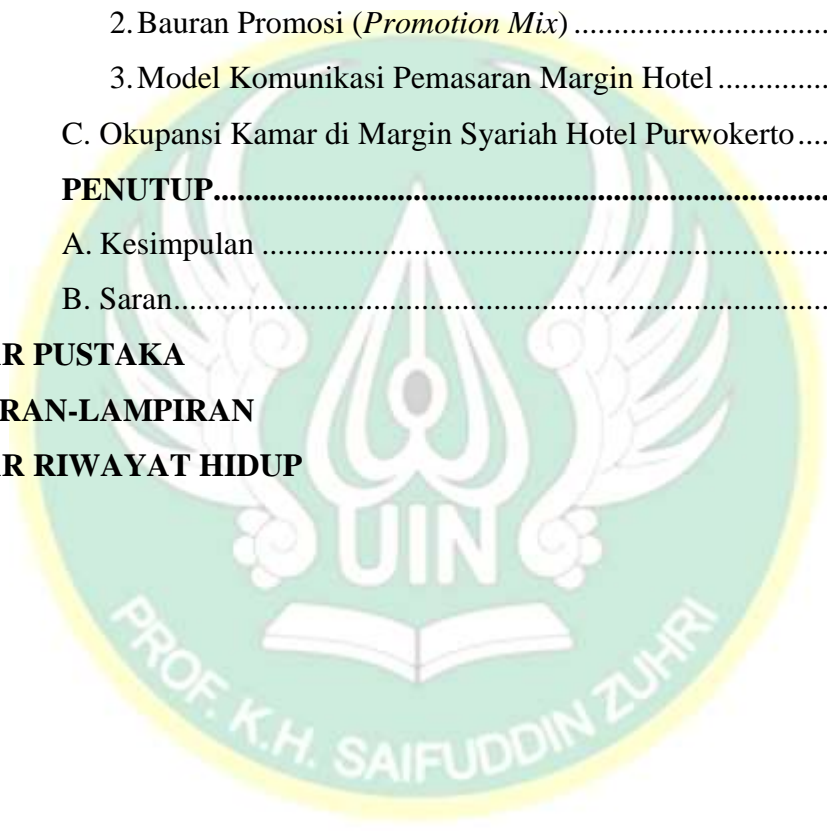 2. Bauran Promosi (Promotion Mix) ................................
3. Model Komunikasi Pemasaran Margin Hotel .............
C. Okupansi Kamar di Margin Syariah Hotel Purwokerto ....
PENUTUP..............................................................................
A. Kesimpulan ........................................................................
B. Saran...................................................................................
R PUSTAKA
RAN-LAMPIRAN
R RIWAYAT HIDUP
UIN
PROF. K.H. SAIFUDDIN ZUHRI